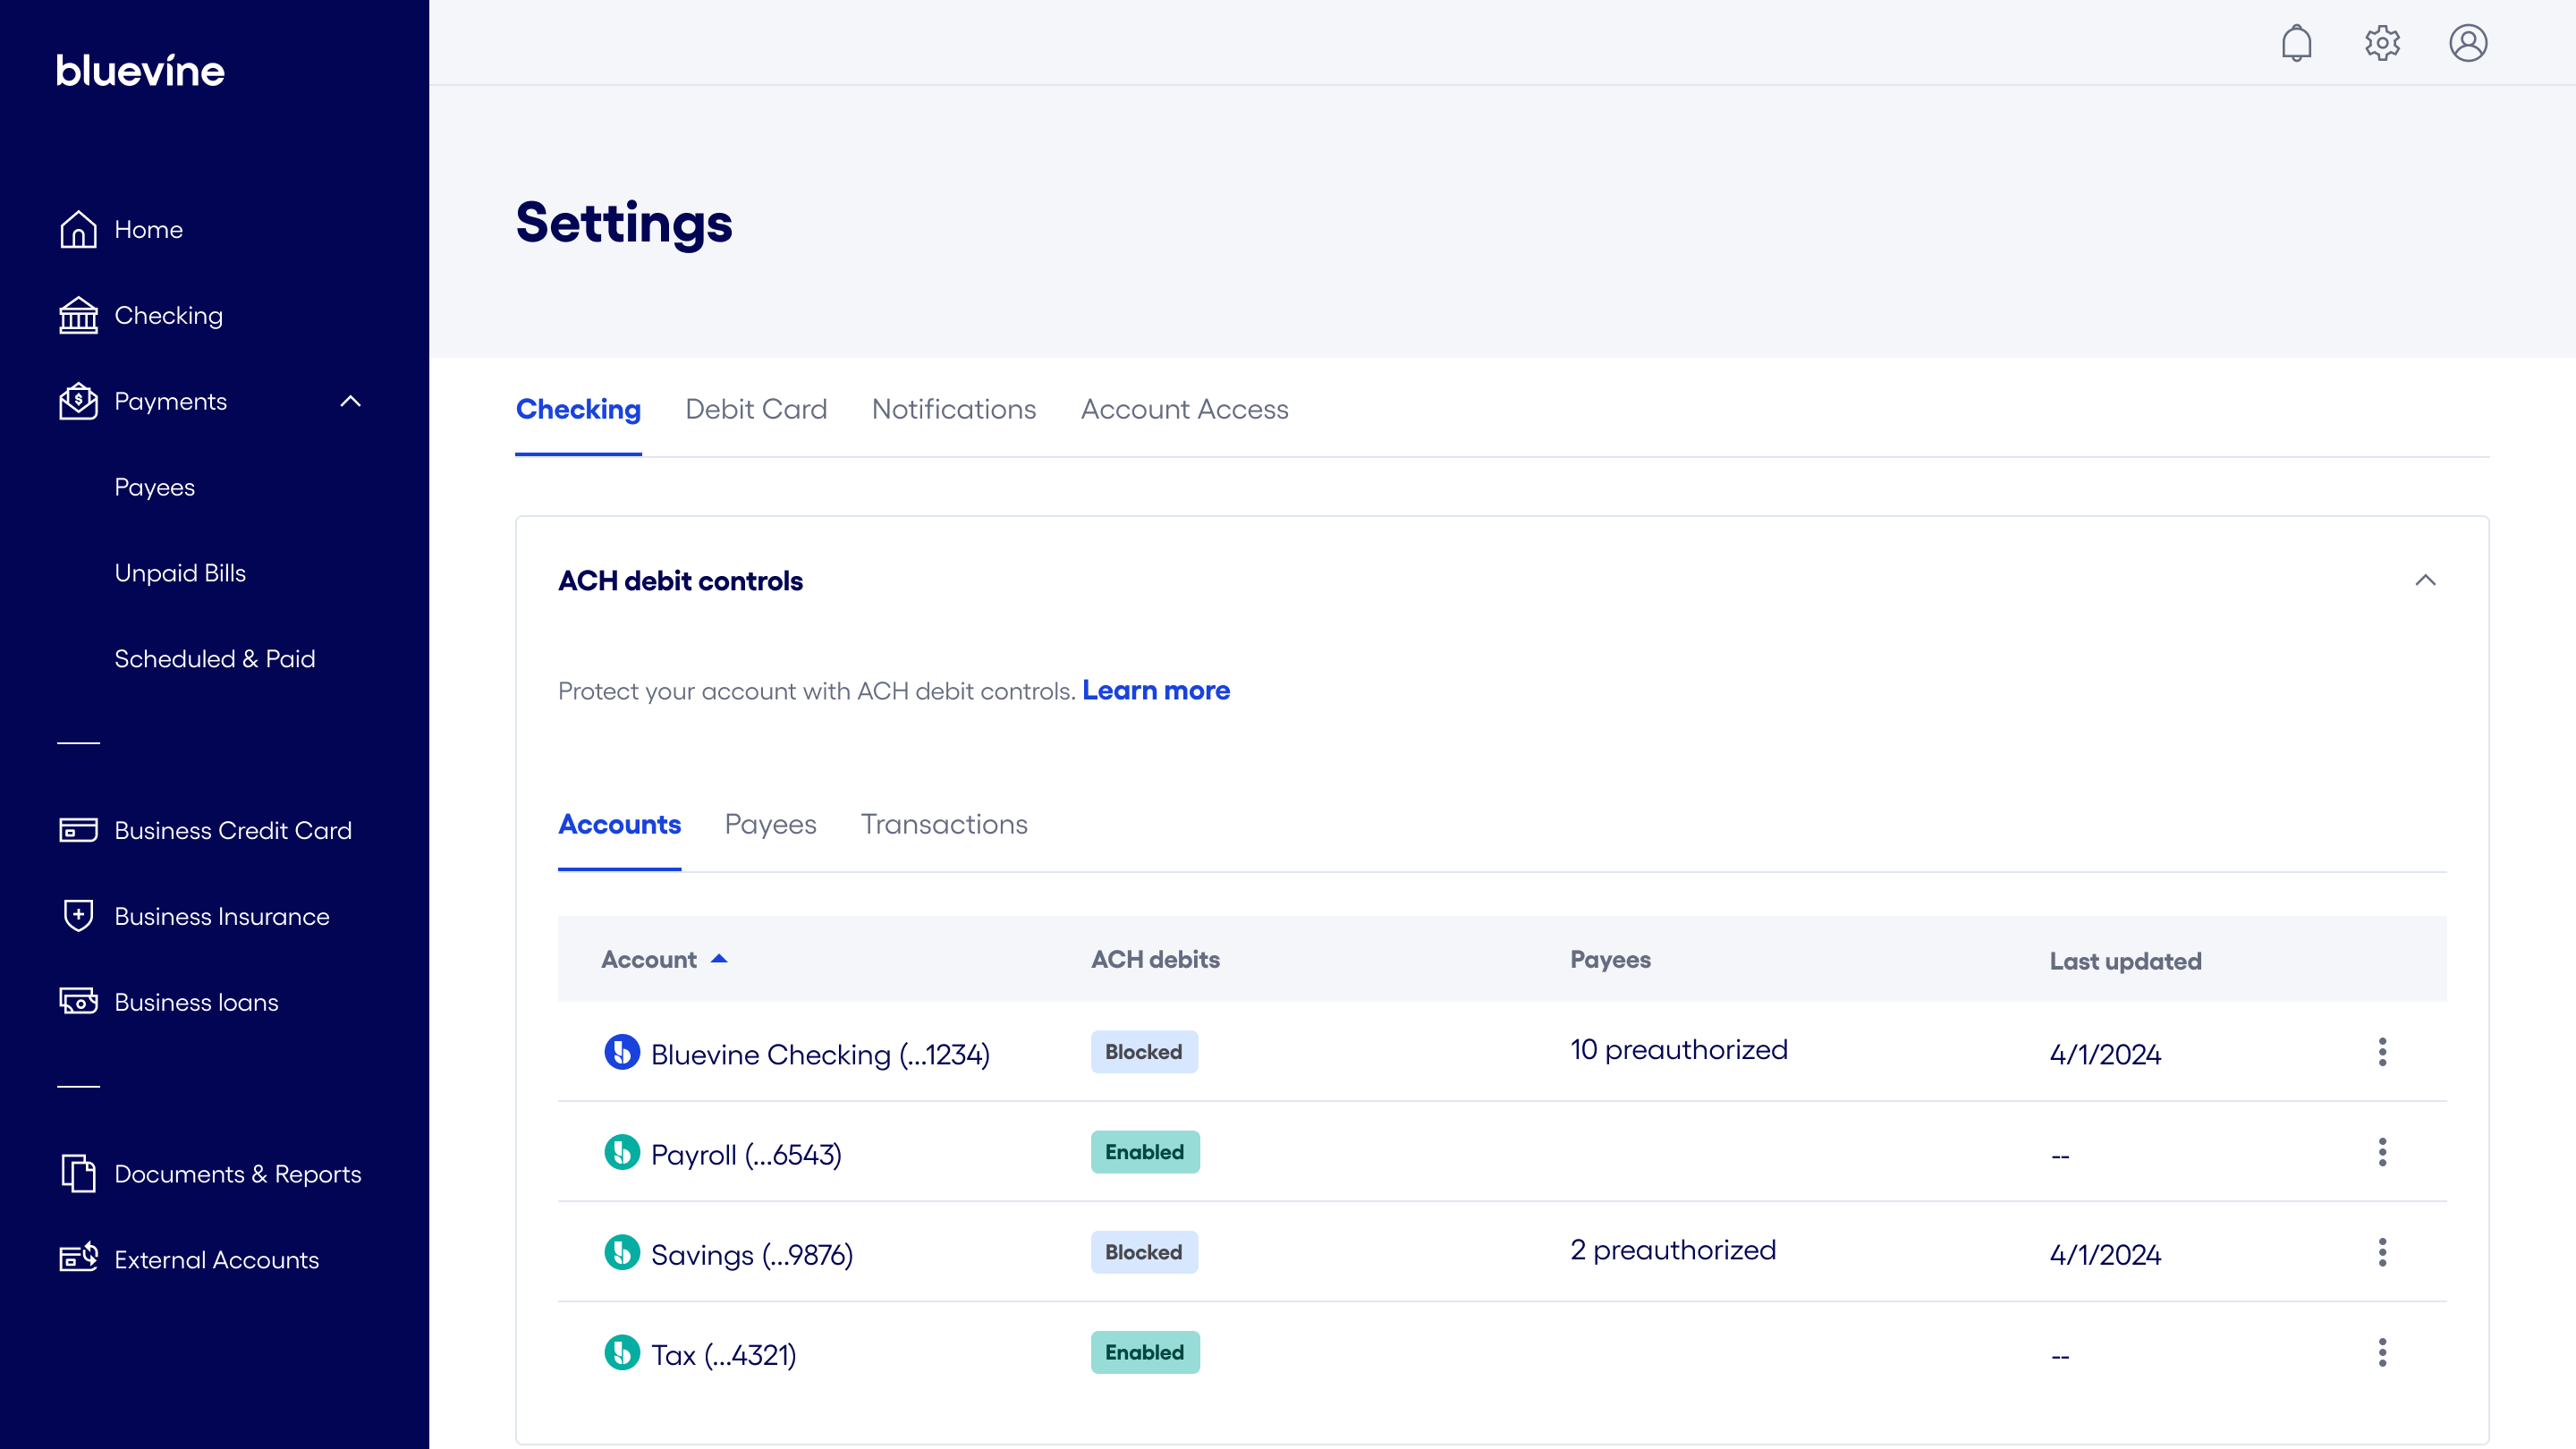 bluevine
Home
Checking
Payments
Payees
Unpaid Bills
Scheduled & Paid
Business Credit Card
Business Insurance
Business loans
Documents & Reports
External Accounts
Settings
Checking Debit Card Notifications Account Access
ACH debit controls
Protect your account with ACH debit controls. Learn more
Accounts Payees Transactions
Account ACH debits Payees Last updated
Bluevine Checking (...1234) Blocked 10 preauthorized 4/1/2024
Payroll (...6543) Enabled --
Savings (...9876) Blocked 2 preauthorized 4/1/2024
Tax (...4321) Enabled --